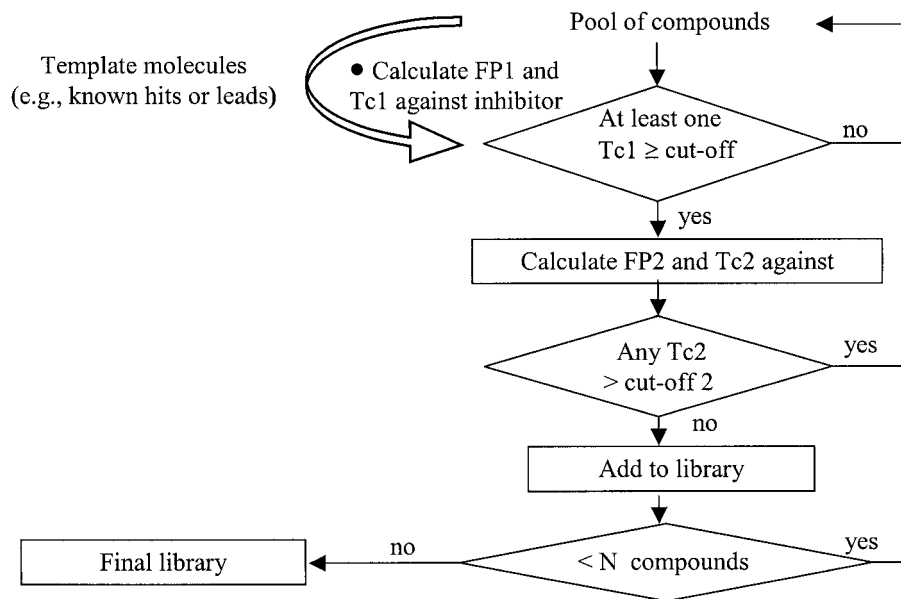 Pool of compounds
Template molecules
(e.g., known hits or leads)
● Calculate FP1 and
Tc1 against inhibitor
At least one
Tc1 ≥ cut-off
no
yes
Calculate FP2 and Tc2 against
Any Tc2
> cut-off 2
yes
no
Add to library
< N compounds
yes
no
Final library